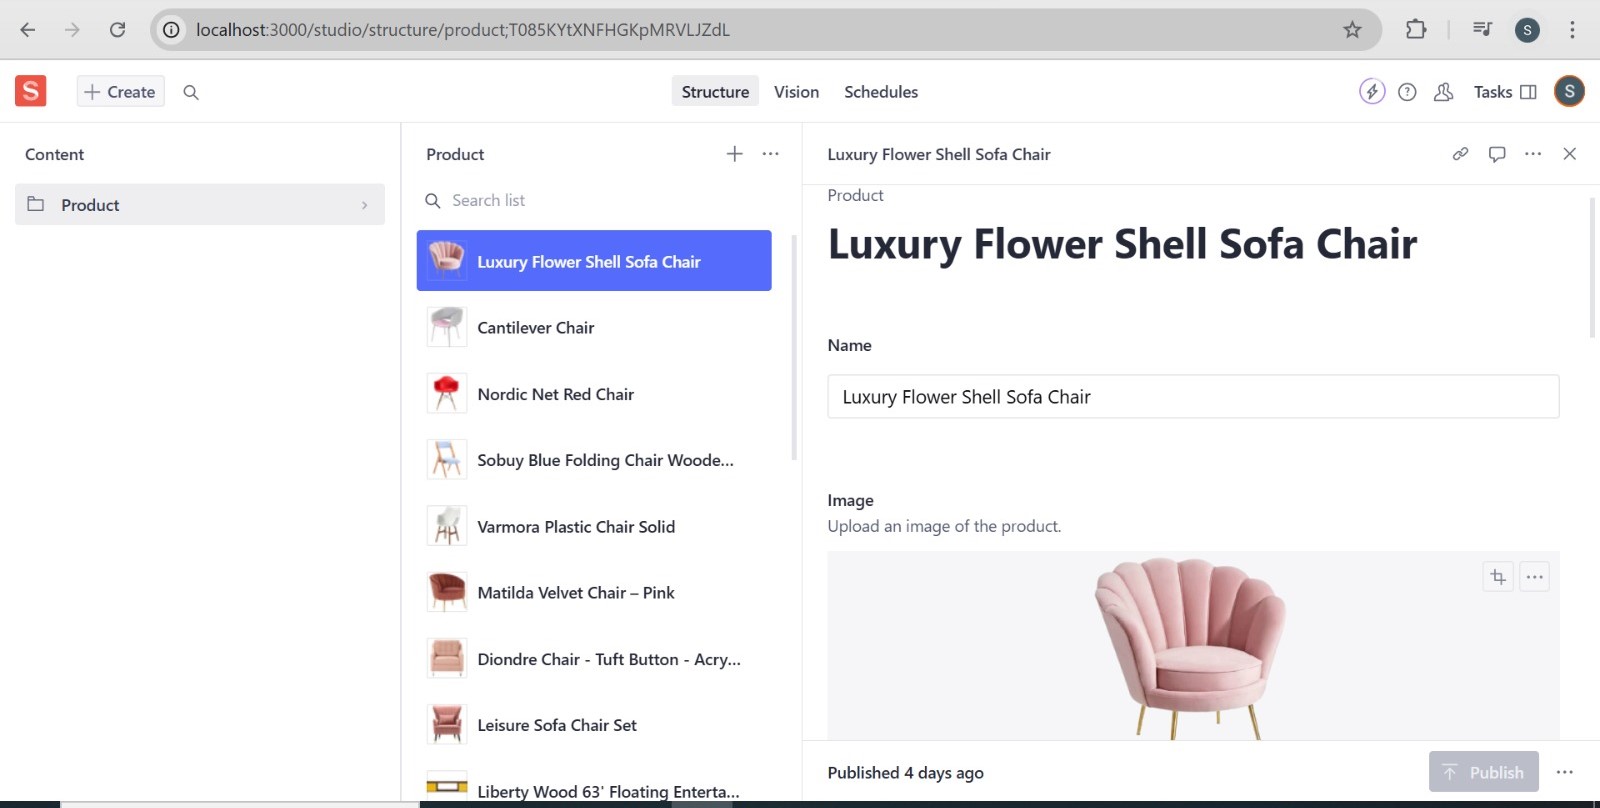 localhost:3000/studio/structure/product;T085KYtXNFHGKpMRVLJZdL
S
S
Create
Structure
Vision
Schedules
Tasks
S
Content
Product
Product
Search list
Luxury Flower Shell Sofa Chair
Cantilever Chair
Nordic Net Red Chair
Sobuy Blue Folding Chair Woode...
Varmora Plastic Chair Solid
Matilda Velvet Chair – Pink
Diondre Chair - Tuft Button - Acry...
Leisure Sofa Chair Set
Liberty Wood 63' Floating Enterta...
Luxury Flower Shell Sofa Chair
Product
Luxury Flower Shell Sofa Chair
Name
Luxury Flower Shell Sofa Chair
Image
Upload an image of the product.
Published 4 days ago
Publish